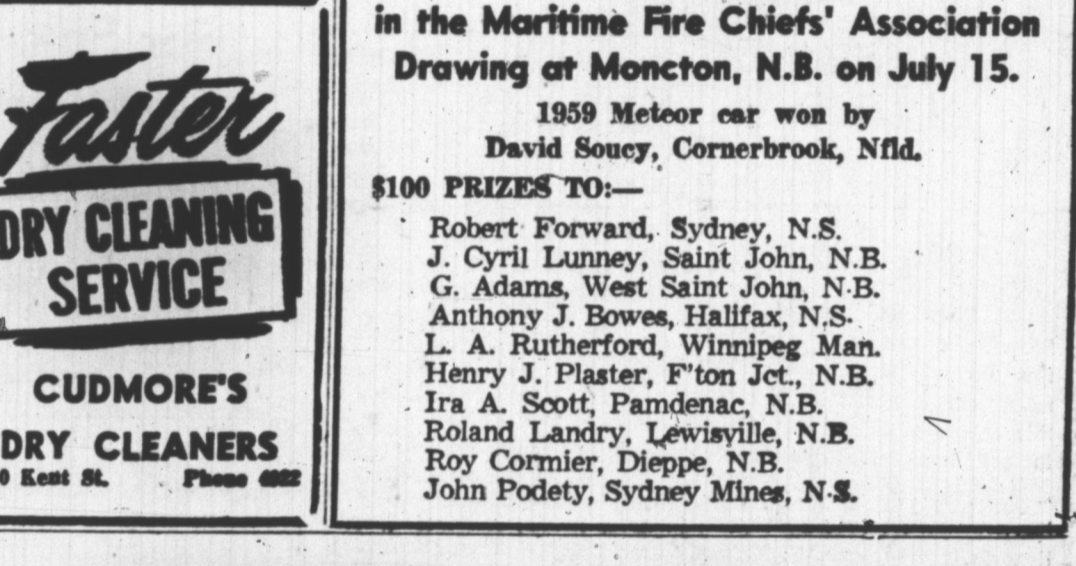 Faster
DRY CLEANING
SERVICE
CUDMORE'S
DRY CLEANERS
0 Kent St. Phone
in the Maritime Fire Chiefs' Association
Drawing at Moncton, N.B. on July 15.
1959 Meteor car won by
David Soucy, Cornerbrook, Nfld.
$100 PRIZES TO:—
Robert Forward, Sydney, N.S.
J. Cyril Lunney, Saint John, N.B.
G. Adams, West Saint John, N.B.
Anthony J. Bowes, Halifax, N.S.
L. A. Rutherford, Winnipeg Man.
Henry J. Plaster, F'ton Jct., N.B.
Ira A. Scott, Pamdenac, N.B.
Roland Landry, Lewisville, N.B.
Roy Cormier, Dieppe, N.B.
John Podety, Sydney Mines, N.S.